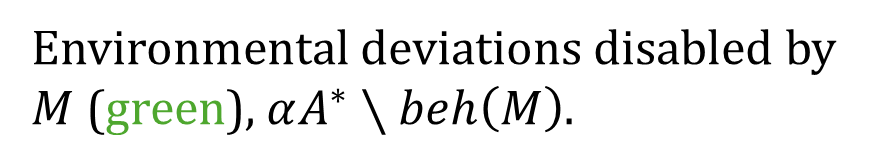 Environmental deviations disabled by
M (green), αA* \ beh(M).